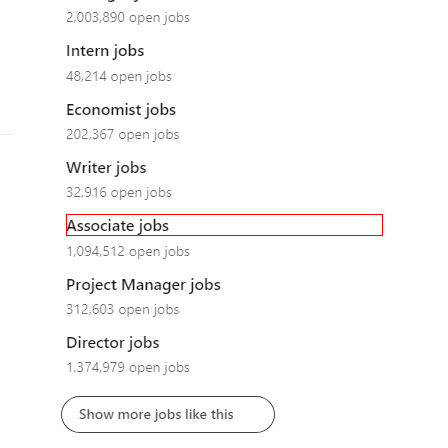 2,003,890 open jobs
Intern jobs
48,214 open jobs
Economist jobs
202,367 open jobs
Writer jobs
32,916 open jobs
Associate jobs
1,094,512 open jobs
Project Manager jobs
312,603 open jobs
Director jobs
1,374,979 open jobs
Show more jobs like this